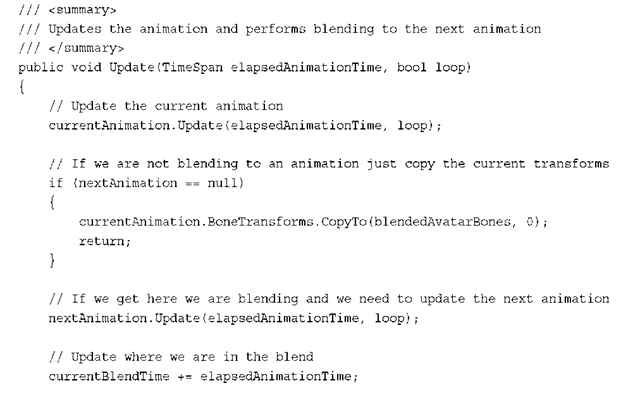 /// <summary>
/// Updates the animation and performs blending to the next animation
/// </summary>
public void Update(TimeSpan elapsedAnimationTime, bool loop)
{
    // Update the current animation
    currentAnimation.Update(elapsedAnimationTime, loop);

    // If we are not blending to an animation just copy the current transforms
    if (nextAnimation == null)
    {
        currentAnimation.BoneTransforms.CopyTo(blendedAvatarBones, 0);
        return;
    }

    // If we get here we are blending and we need to update the next animation
    nextAnimation.Update(elapsedAnimationTime, loop);

    // Update where we are in the blend
    currentBlendTime += elapsedAnimationTime;